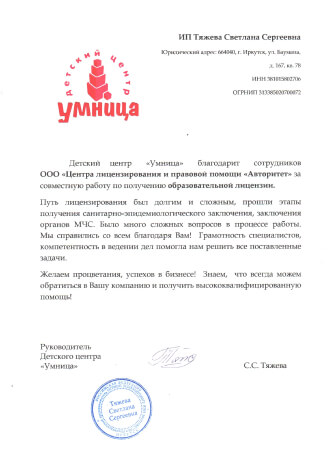 ИП Тяжева Светлана Сергеевна
Юридический адрес: 664040, г. Иркутск, ул. Баумана,
д. 167, кв. 78
ИНН 381015802706
детский центр
умница
Детский центр «Умница» благодарит сотрудников
ООО «Центра лицензирования и правовой помощи «Авторитет» за
совместную работу по получению образовательной лицензии.
Путь лицензирования был долгим и сложным, прошли этапы
получения санитарно-эпидемиологического заключения, заключения
органов МЧС. Было много сложных вопросов в процессе работы.
Мы справились со всем благодаря Вам! Грамотность специалистов,
компетентность в ведении дел помогла нам решить все поставленные
задачи.
Желаем процветания, успехов в бизнесе! Знаем, что всегда можем
обратиться в Вашу компанию и получить высококвалифицированную
помощь!
Руководитель
Детского центра
«Умница»
С.С. Тяжева
Тяжева
Светлана
Сергеевна